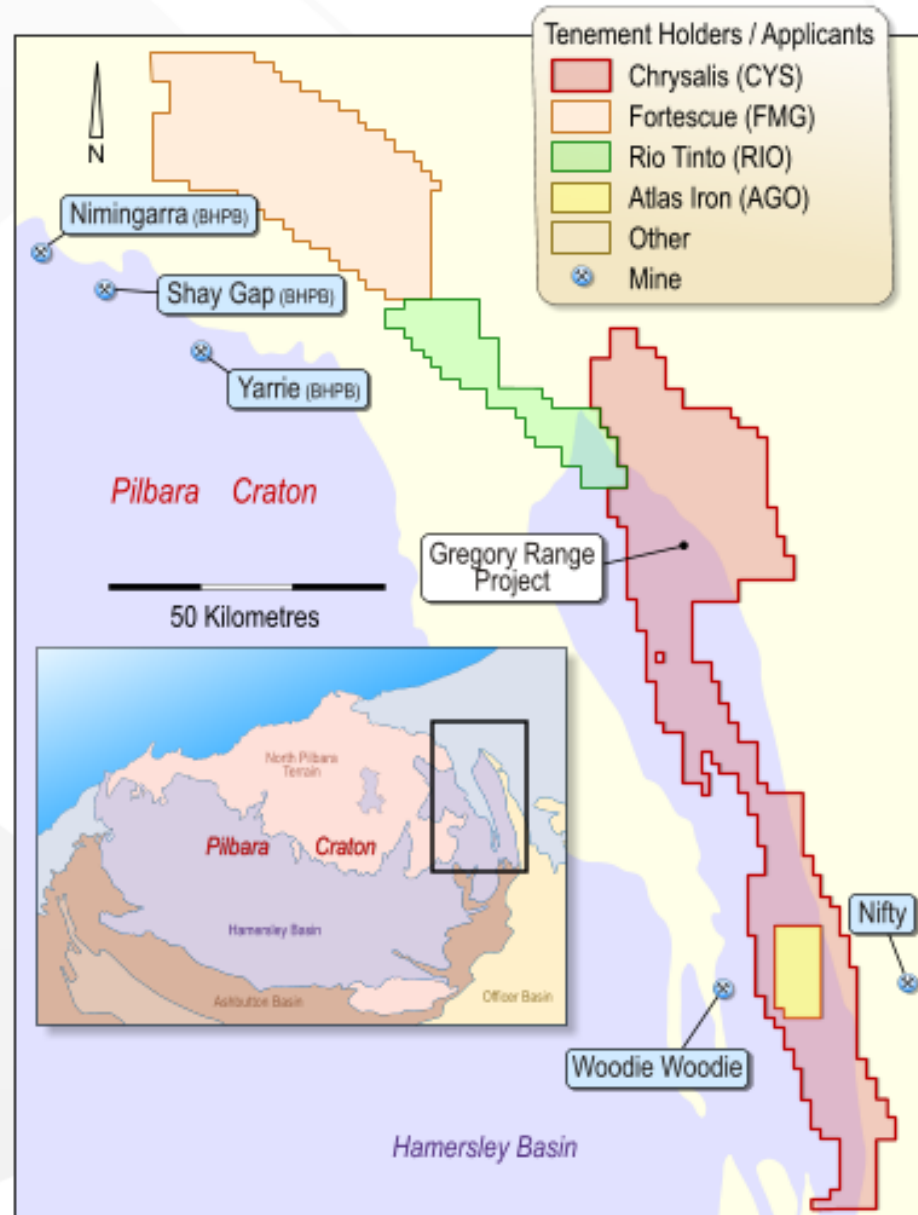 Tenement Holders / Applicants
Chrysalis (CYS)
Fortescue (FMG)
Rio Tinto (RIO)
Atlas Iron (AGO)
Other
Mine
N
Nimingarra (BHPB)
Shay Gap (BHPB)
Yarrie (BHPB)
Pilbara Craton
Gregory Range
Project
50 Kilometres
North Pilbara
Terrain
Pilbara Craton
Hamersley Basin
Ashbutton Basin
Officer Basin
Nifty
Woodie Woodie
Hamersley Basin